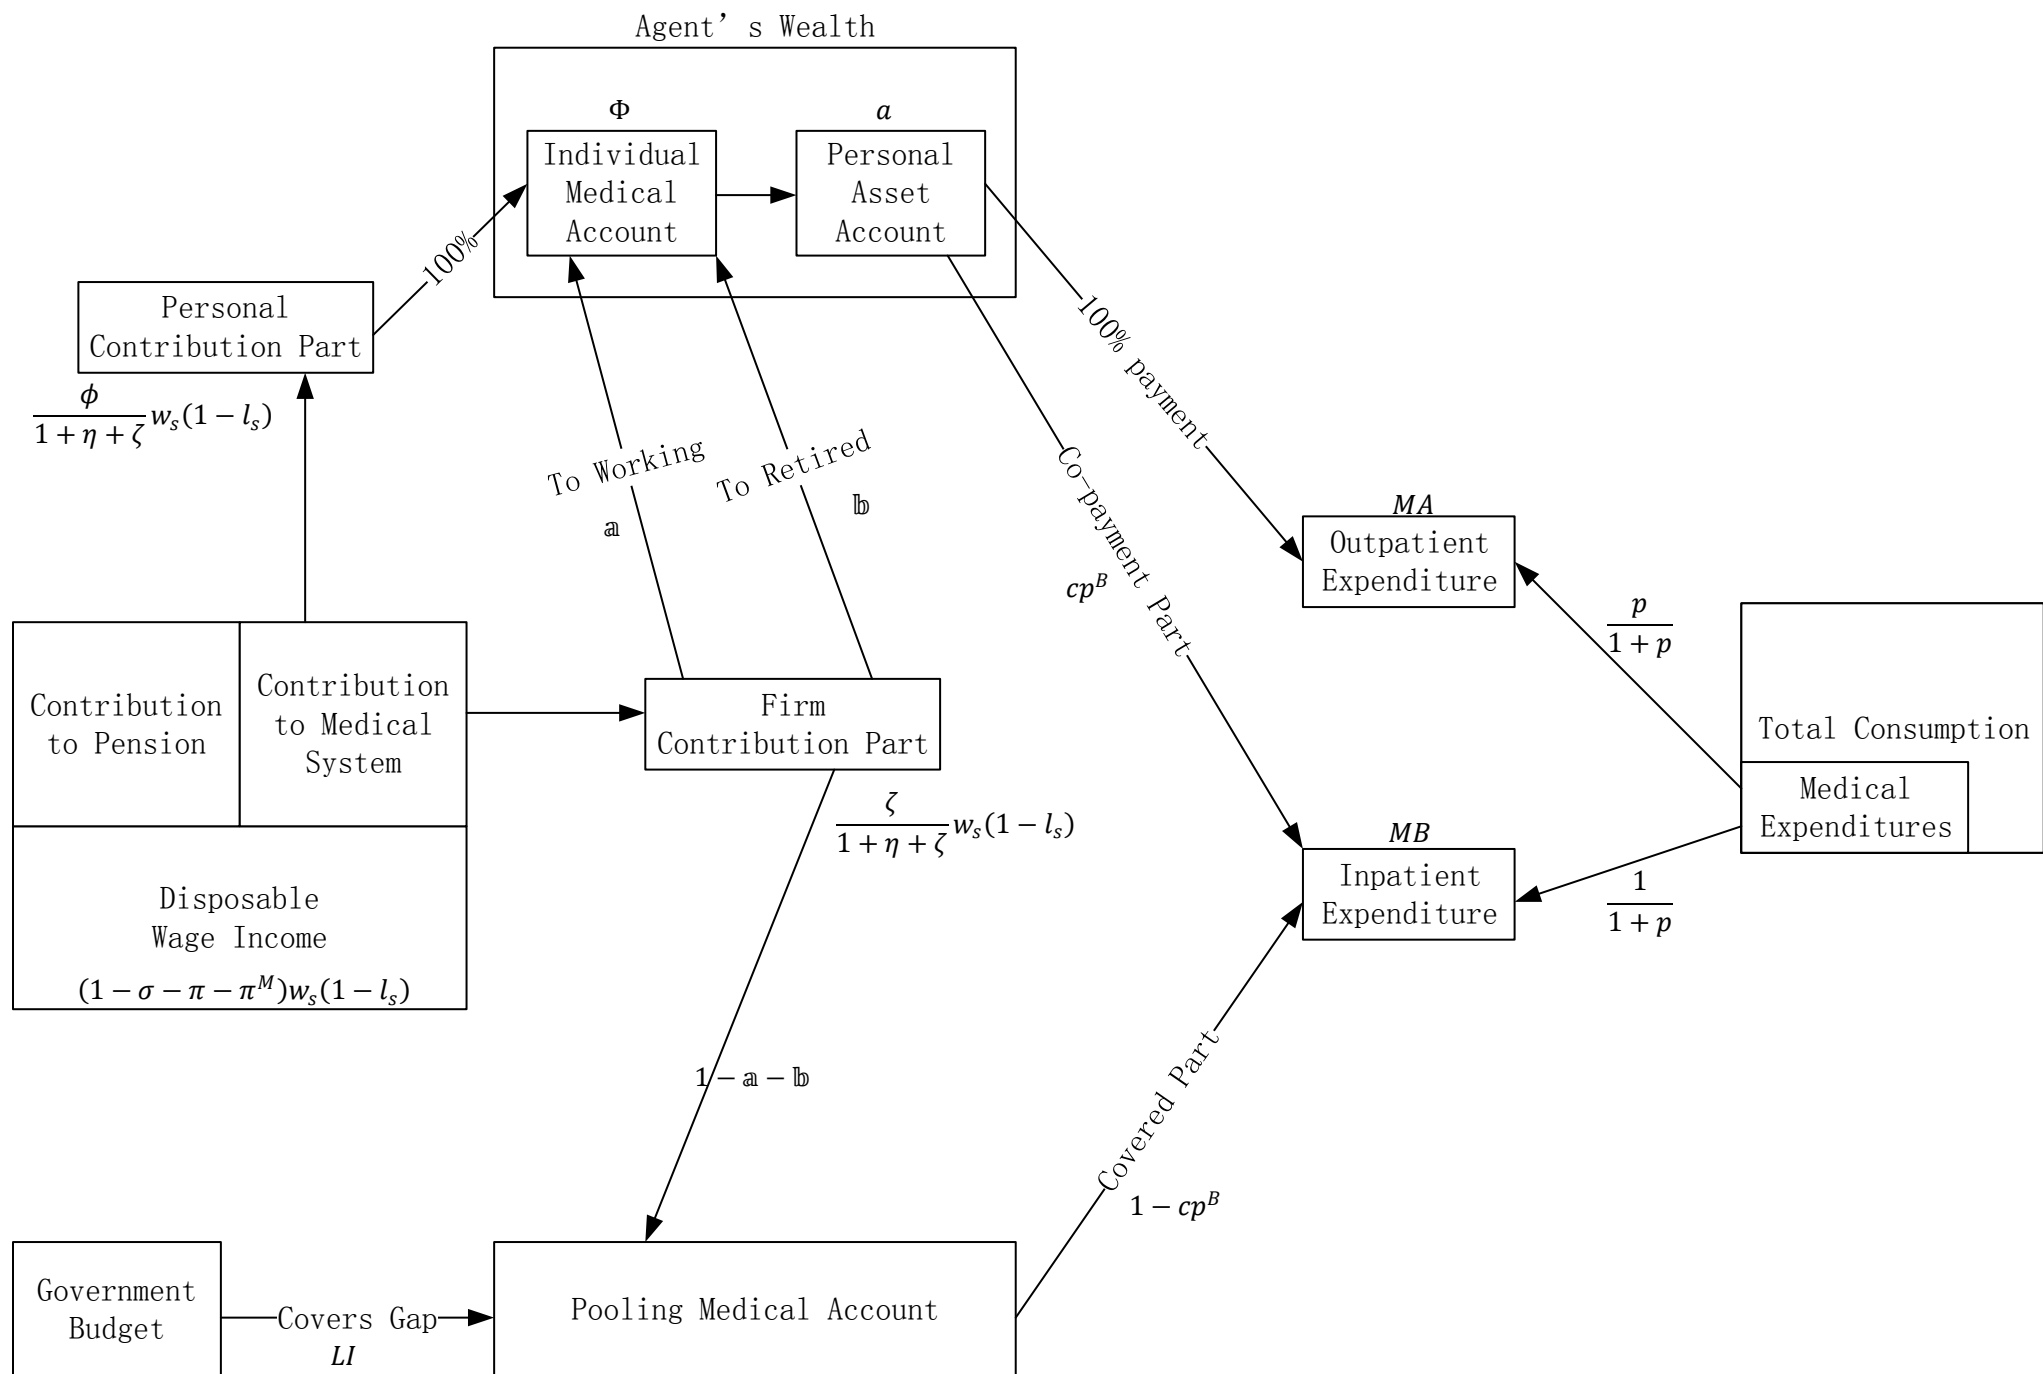 Agent’s Wealth
Φ
a
Individual
Medical
Account
Personal
Asset
Account
100%
Personal
Contribution Part
ϕ
1 + η + ζ
w_s(1 − l_s)
100% payment
To Working
𝕒
To Retired
𝕓
Co-payment Part
cp^B
MA
Outpatient
Expenditure
p
1 + p
Contribution
to Pension
Contribution
to Medical
System
Firm
Contribution Part
ζ
1 + η + ζ
w_s(1 − l_s)
Total Consumption
Medical
Expenditures
MB
Inpatient
Expenditure
1
1 + p
Disposable
Wage Income
(1 − σ − π − π^M)w_s(1 − l_s)
1 − 𝕒 − 𝕓
Covered Part
1 − cp^B
Government
Budget
Covers Gap
LI
Pooling Medical Account